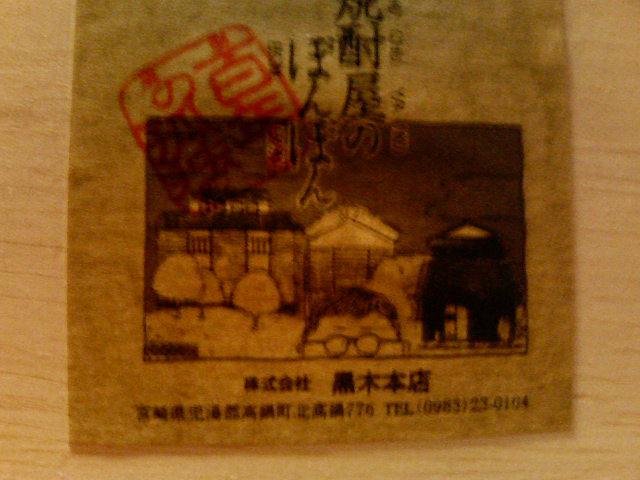 焼酎屋の
ぼんぼん
株式会社 黒木本店
宮崎県児湯郡高鍋町北高鍋776 TEL(0983)23-0104